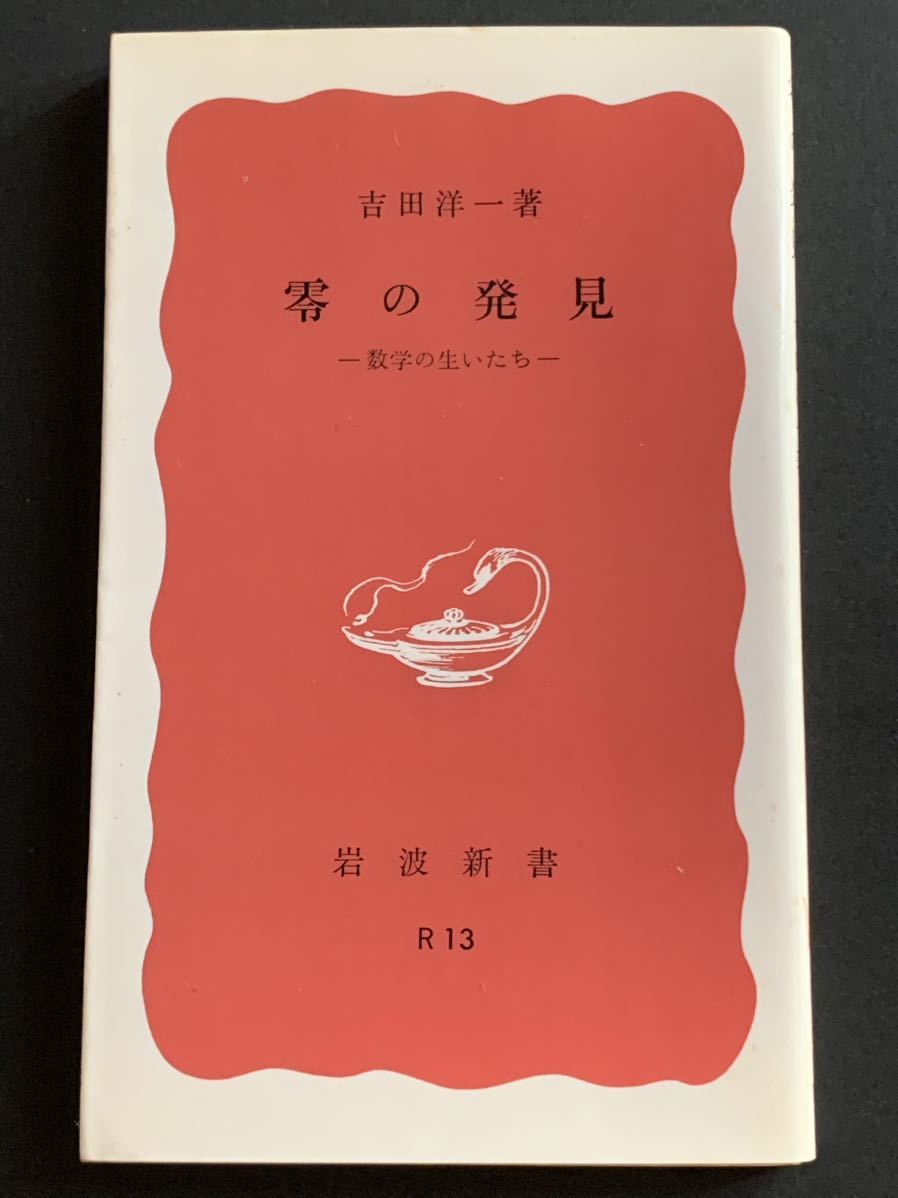 吉田洋一著
零の発見
―数学の生いたち―
岩波新書
R 13